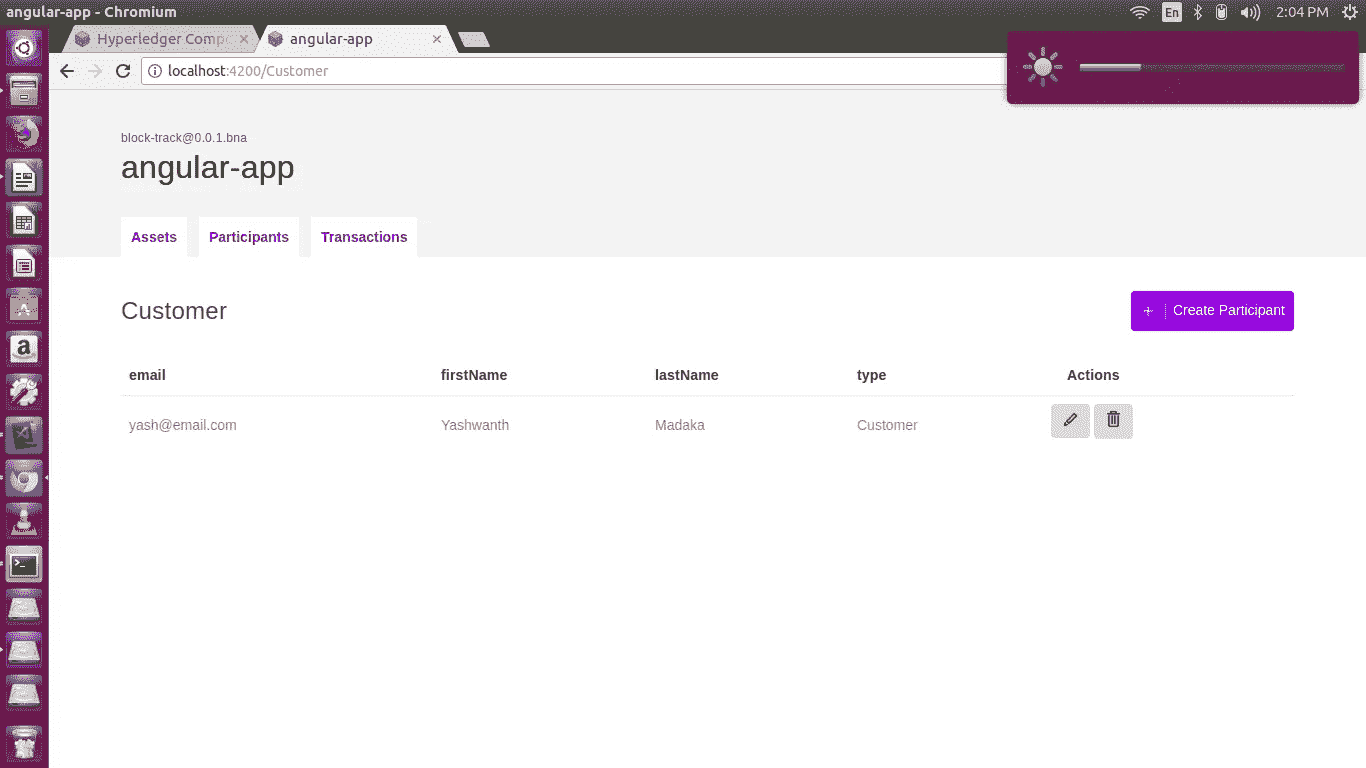 angular-app - Chromium
En
2:04 PM
Hyperledger Comp
angular-app
localhost:4200/Customer
block-track@0.0.1.bna
angular-app
Assets Participants Transactions
Customer
+ Create Participant
email firstName lastName type Actions
yash@email.com Yashwanth Madaka Customer